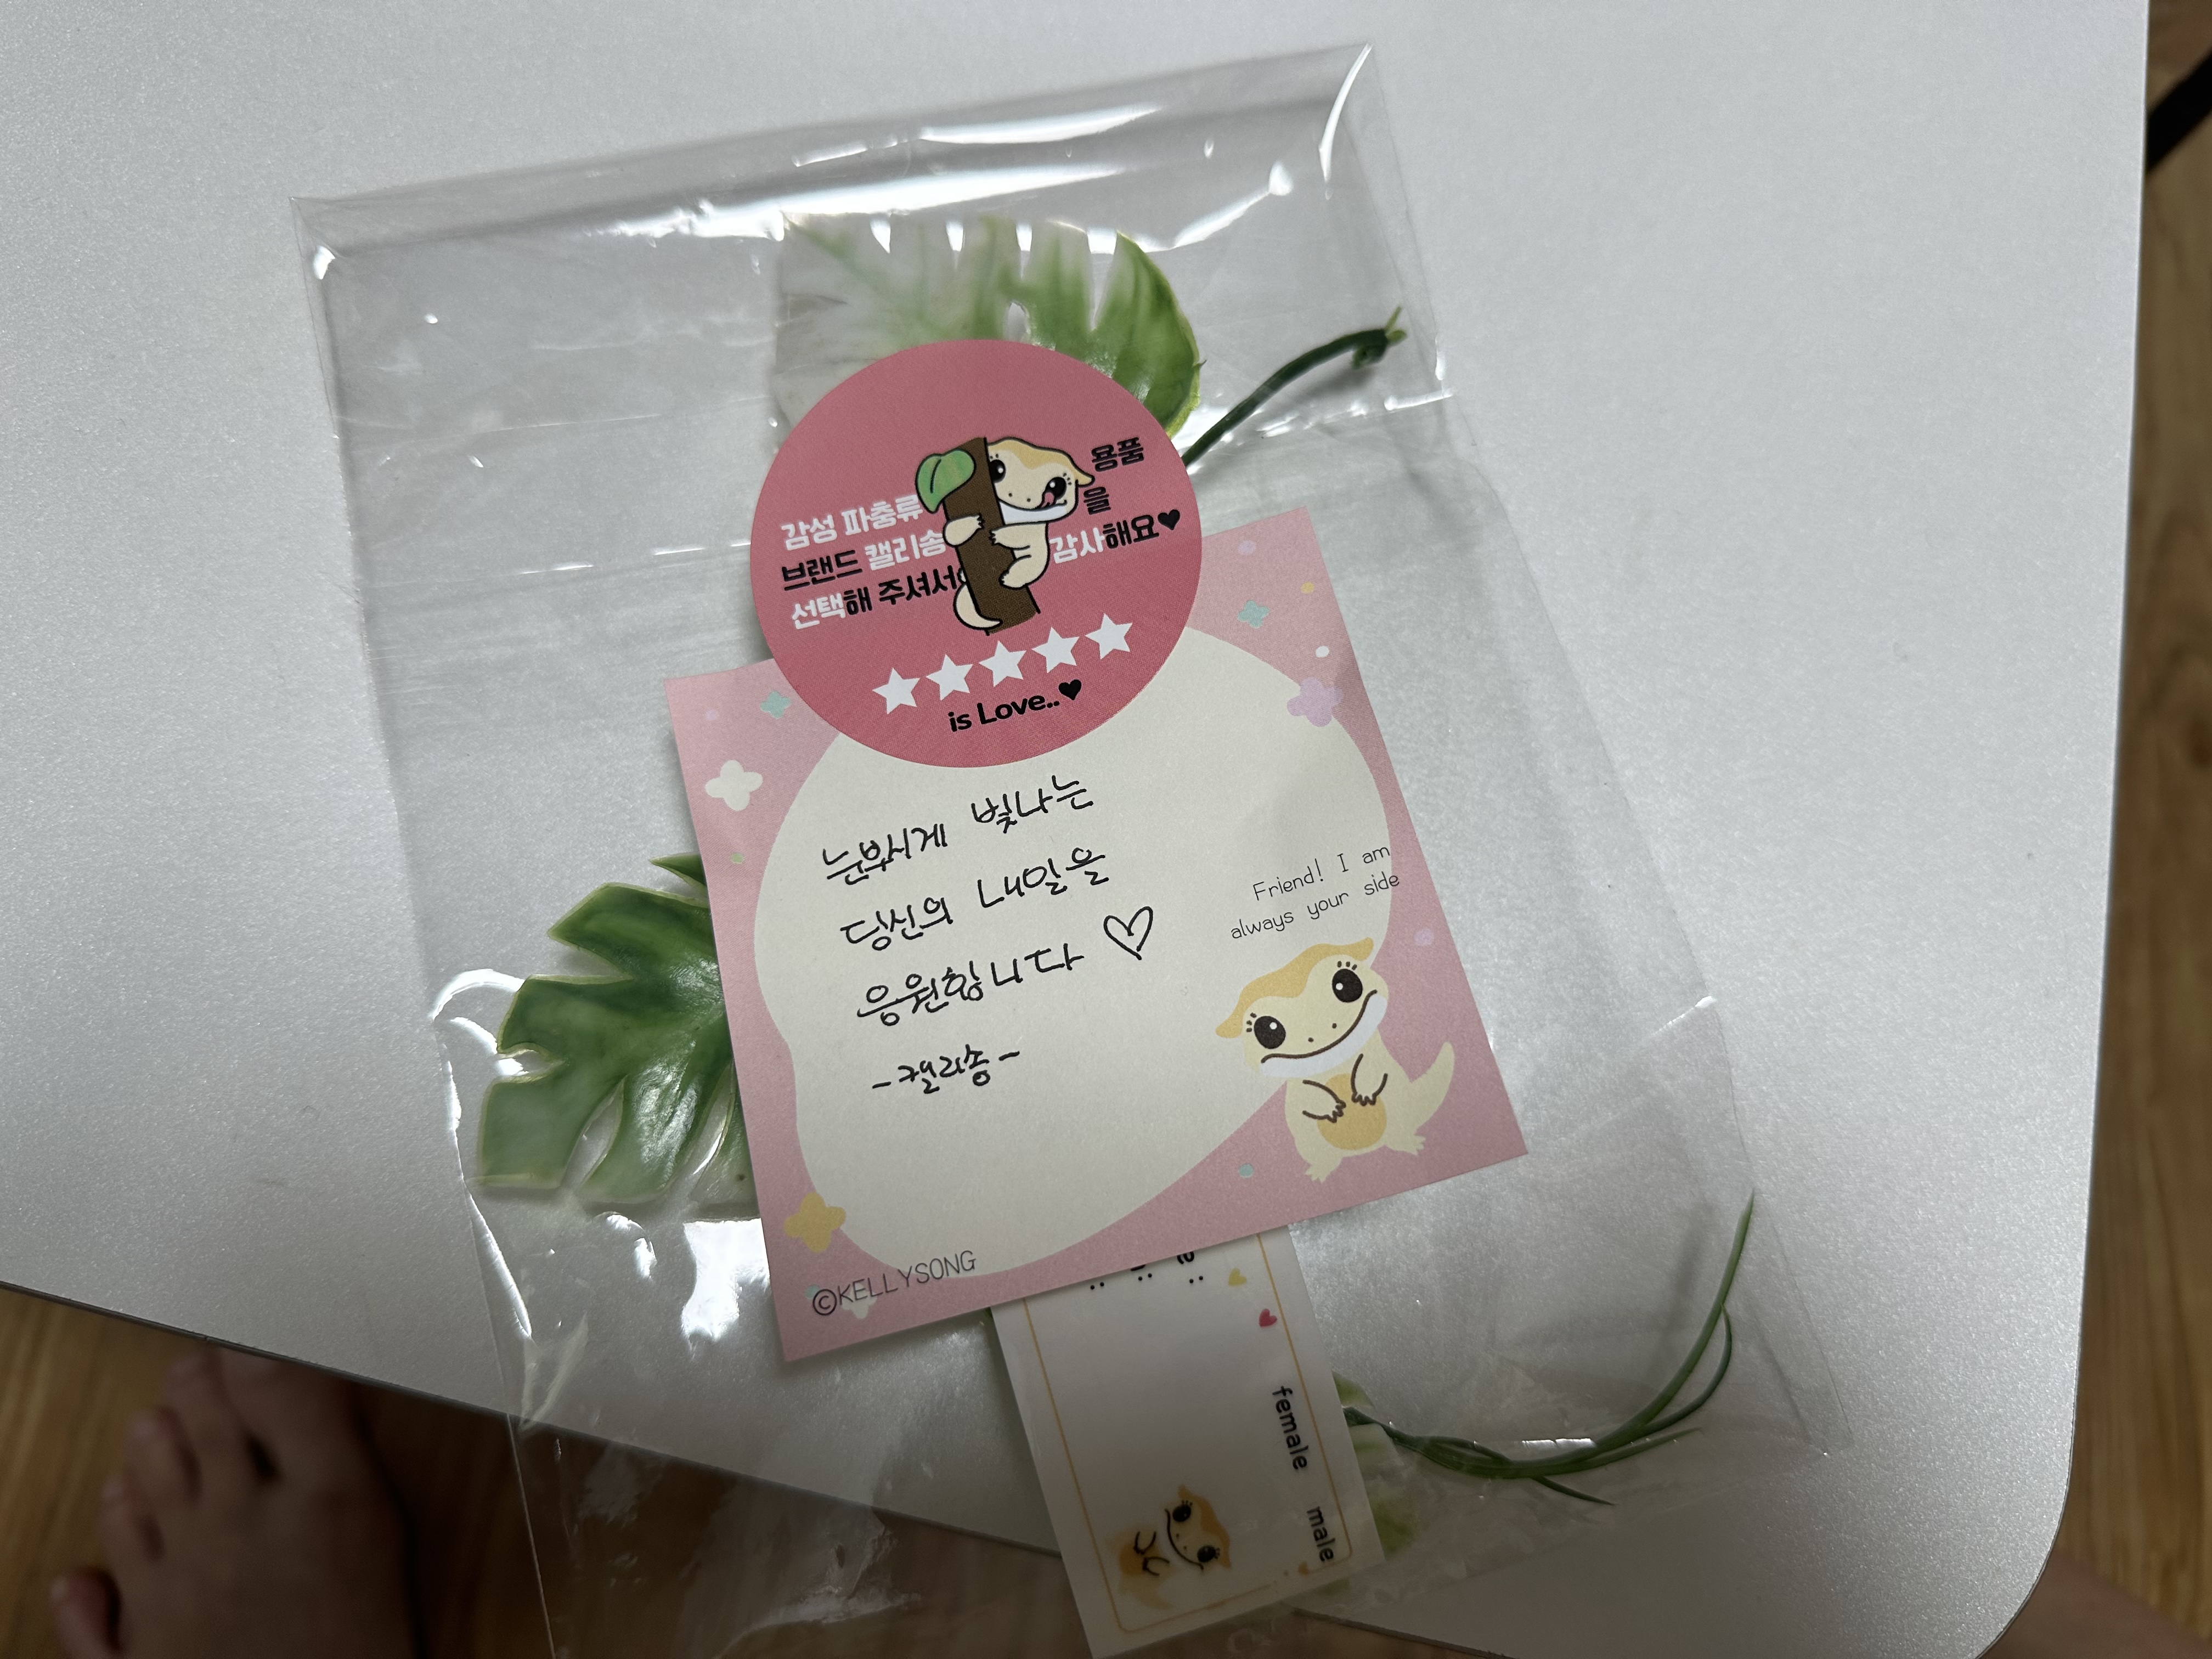 감성 파충류 용품
브랜드 캘리송을
선택해 주셔서 감사해요♥
★★★★★
is Love..♥
눈부시게 빛나는
당신의 내일을
응원합니다 ♡
-캘리송-
Friend! I am
always your side
©KELLYSONG
female male